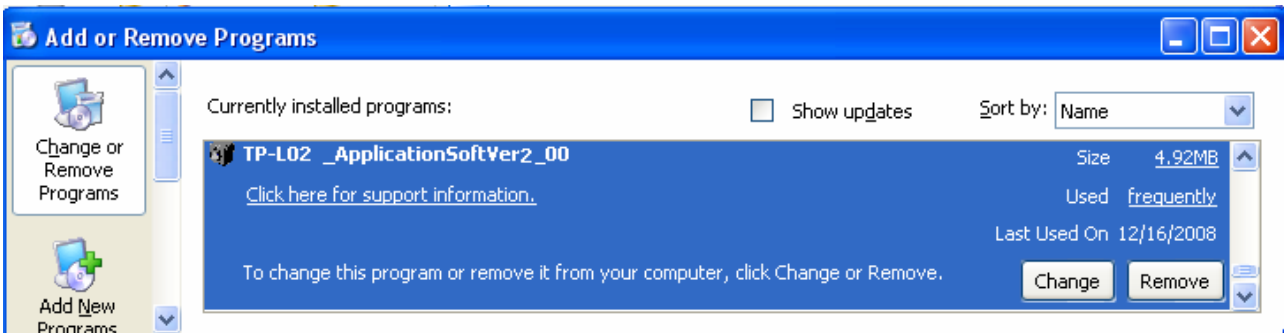 Add or Remove Programs
Change or
Remove
Programs
Add New
Programs
Currently installed programs:
Show updates
Sort by: Name
TP-L02 _ApplicationSoftVer2_00
Size 4.92MB
Click here for support information.
Used frequently
Last Used On 12/16/2008
To change this program or remove it from your computer, click Change or Remove.
Change
Remove